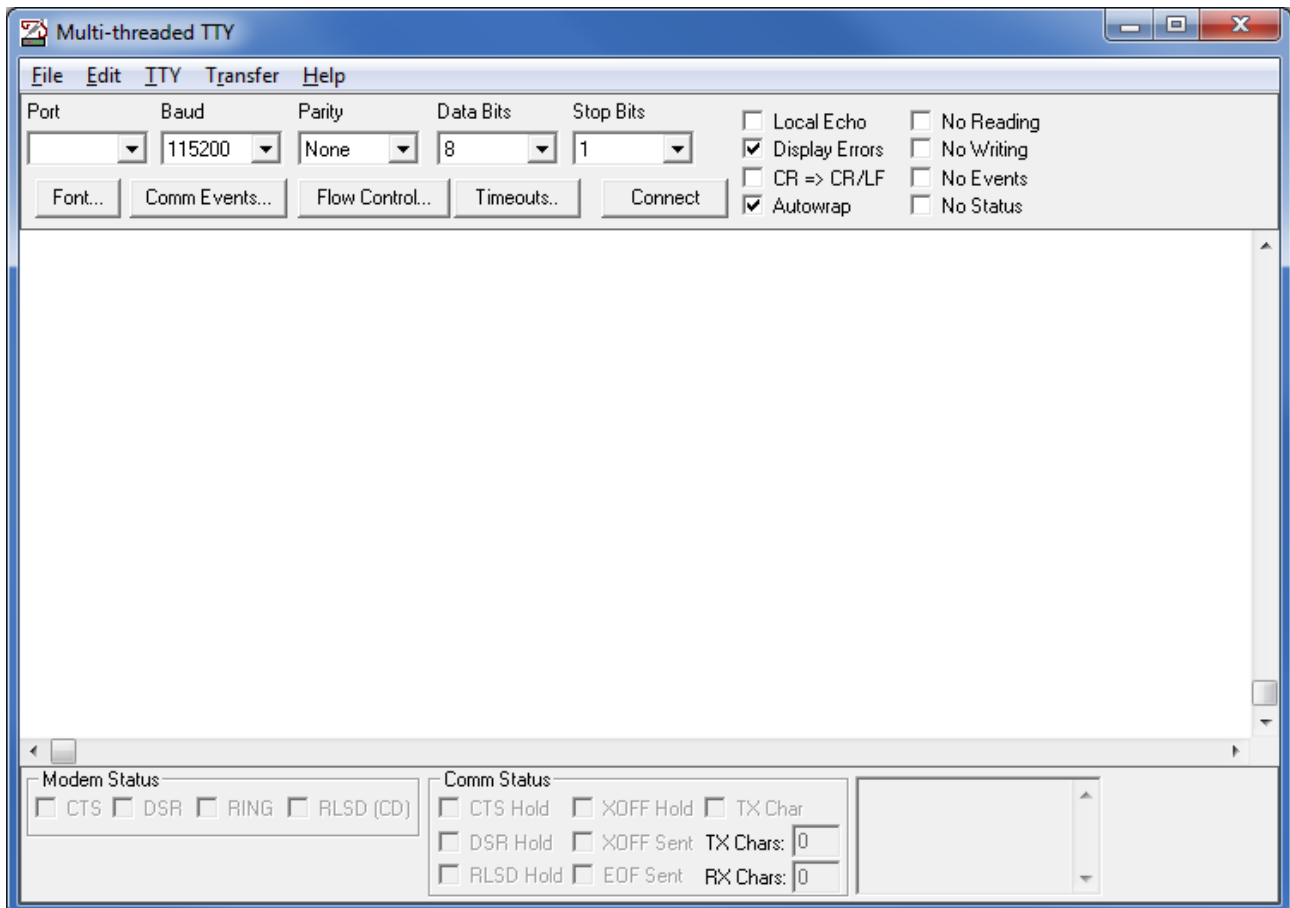 Multi-threaded TTY
File Edit TTY Transfer Help
Port Baud Parity Data Bits Stop Bits
115200 None 8 1
Font... Comm Events... Flow Control... Timeouts.. Connect
Local Echo No Reading
Display Errors No Writing
CR => CR/LF No Events
Autowrap No Status
Modem Status
CTS DSR RING RLSD (CD)
Comm Status
CTS Hold XOFF Hold TX Char
DSR Hold XOFF Sent TX Chars: 0
RLSD Hold EOF Sent RX Chars: 0